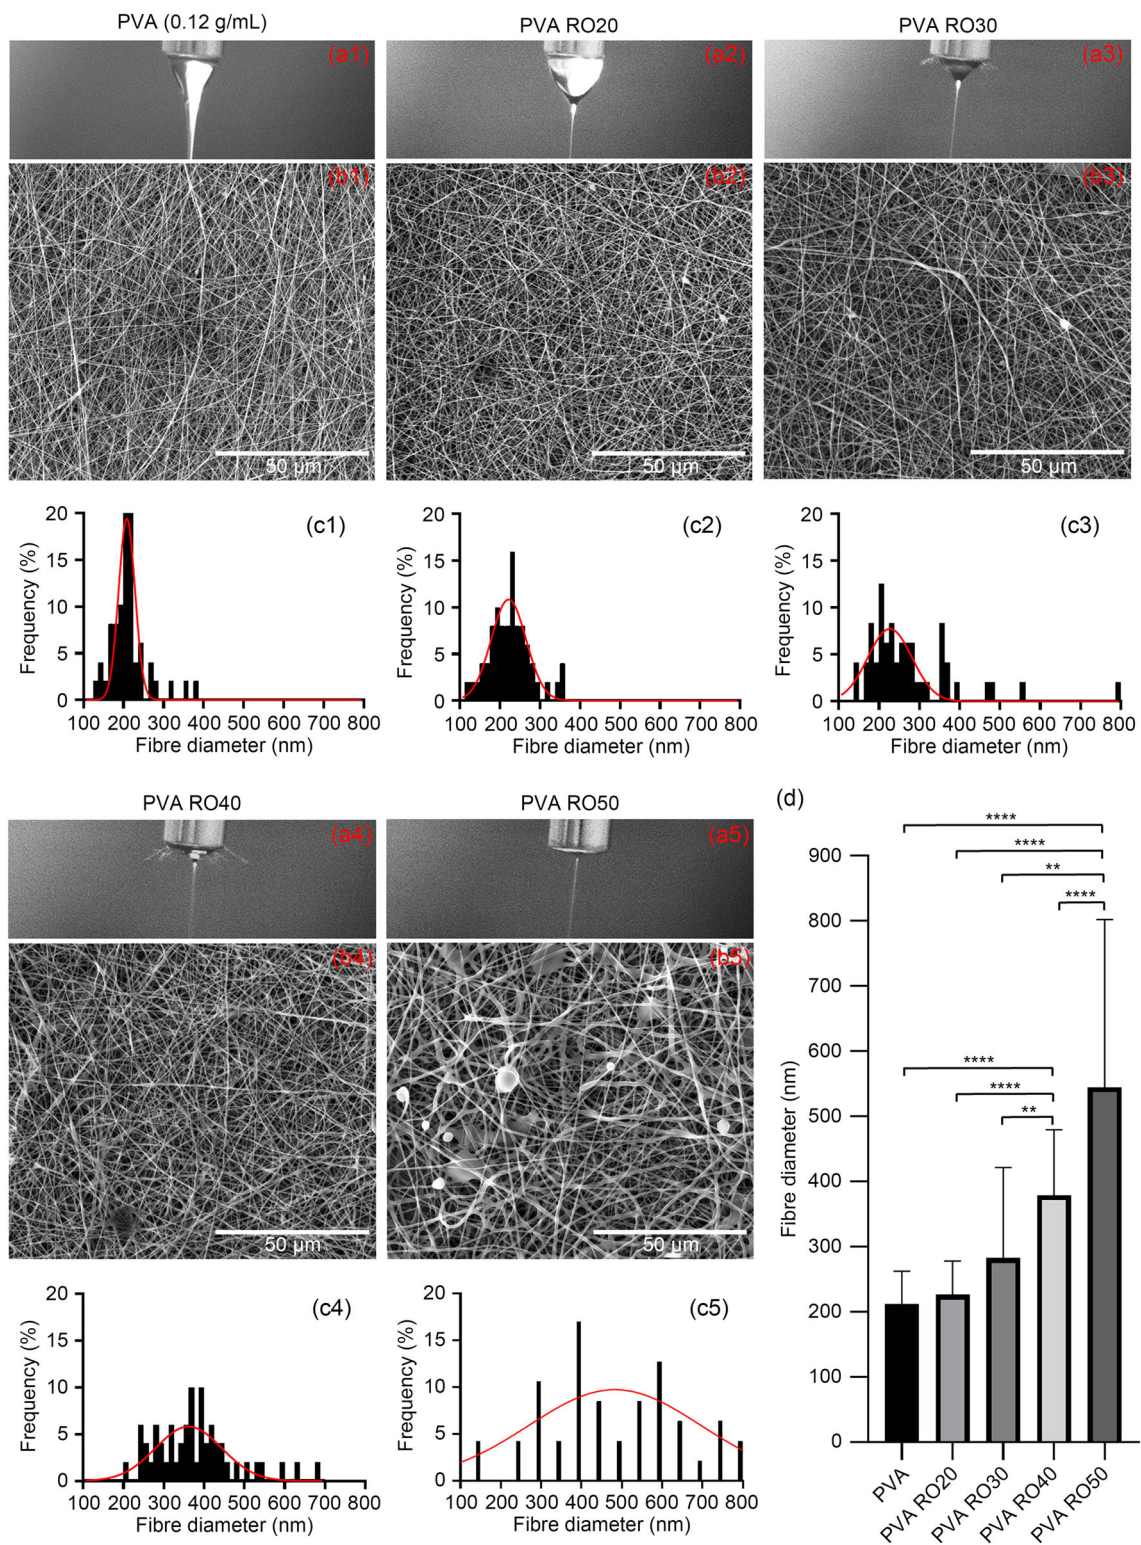 PVA (0.12 g/mL)
PVA RO20
PVA RO30
(a1)
(a2)
(a3)
(b1)
(b2)
(b3)
50 µm
50 µm
50 µm
(c1)
Frequency (%)
20
15
10
5
0
100 200 300 400 500 600 700 800
Fibre diameter (nm)
(c2)
Frequency (%)
20
15
10
5
0
100 200 300 400 500 600 700 800
Fibre diameter (nm)
(c3)
Frequency (%)
20
15
10
5
0
100 200 300 400 500 600 700 800
Fibre diameter (nm)
PVA RO40
PVA RO50
(a4)
(a5)
(b4)
(b5)
50 µm
50 µm
(c4)
Frequency (%)
20
15
10
5
0
100 200 300 400 500 600 700 800
Fibre diameter (nm)
(c5)
Frequency (%)
20
15
10
5
0
100 200 300 400 500 600 700 800
Fibre diameter (nm)
(d)
****
****
**
****
****
****
**
Fibre diameter (nm)
900
800
700
600
500
400
300
200
100
0
PVA
PVA RO20
PVA RO30
PVA RO40
PVA RO50